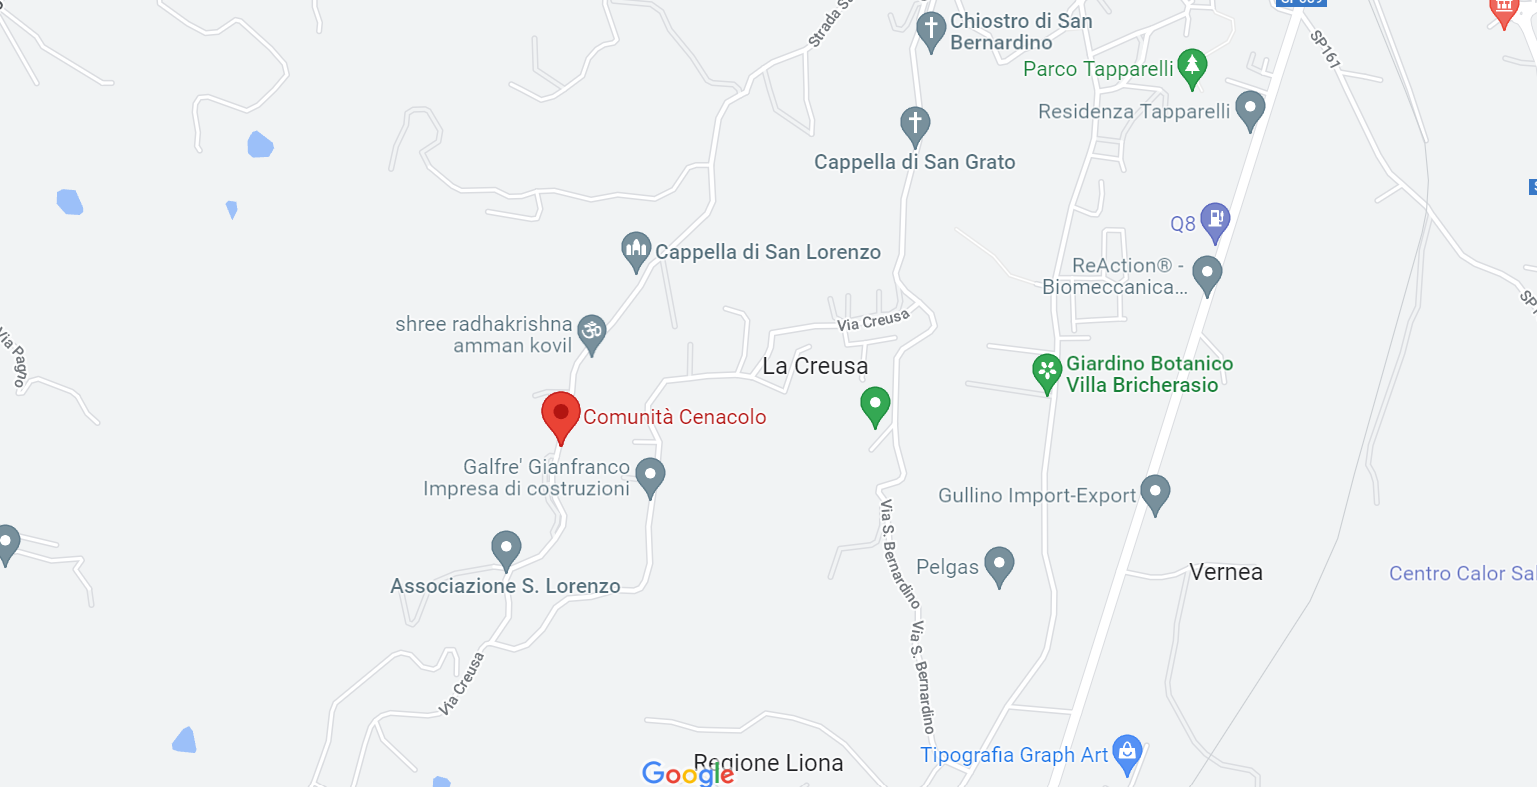 SP589
Strada S
Chiostro di San
Bernardino
SP161
Parco Tapparelli
Residenza Tapparelli
Cappella di San Grato
Q8
Cappella di San Lorenzo
ReAction® -
Biomeccanica...
shree radhakrishna
amman kovil
Via Creusa
Via Pagno
La Creusa
Giardino Botanico
Villa Bricherasio
Comunità Cenacolo
Galfre' Gianfranco
Impresa di costruzioni
Gullino Import-Export
Via S. Bernardino
Pelgas
Vernea
Centro Calor Sal
Associazione S. Lorenzo
Via S. Bernardino
Via Creusa
Tipografia Graph Art
Regione Liona
Google